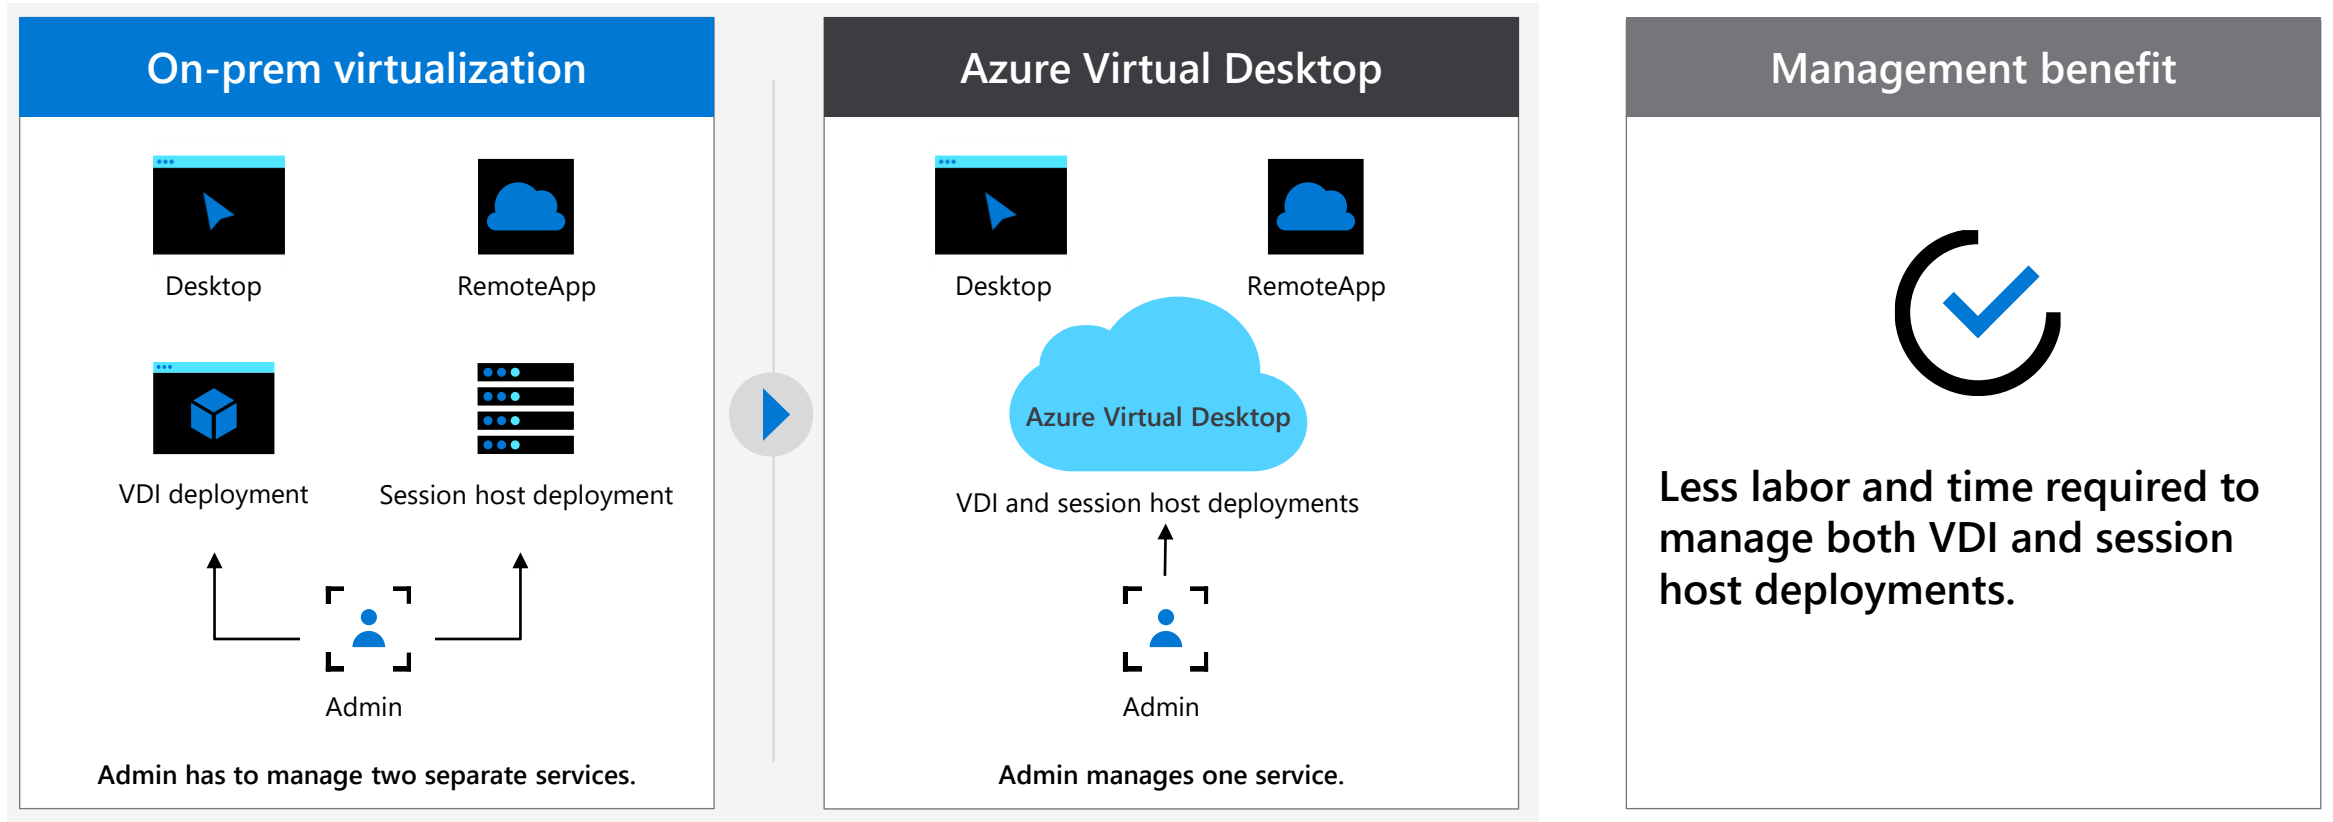 On-prem virtualization
Desktop
RemoteApp
VDI deployment
Session host deployment
Admin
Admin has to manage two separate services.
Azure Virtual Desktop
Desktop
RemoteApp
Azure Virtual Desktop
VDI and session host deployments
Admin
Admin manages one service.
Management benefit
Less labor and time required to
manage both VDI and session
host deployments.